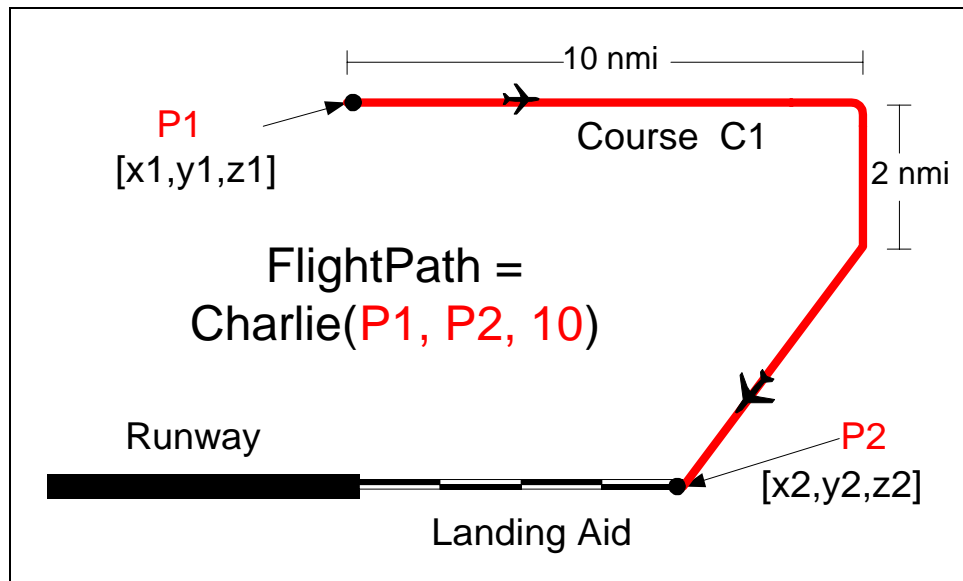 10 nmi
P1
[x1,y1,z1]
Course C1
2 nmi
FlightPath =
Charlie(P1, P2, 10)
Runway
P2
[x2,y2,z2]
Landing Aid